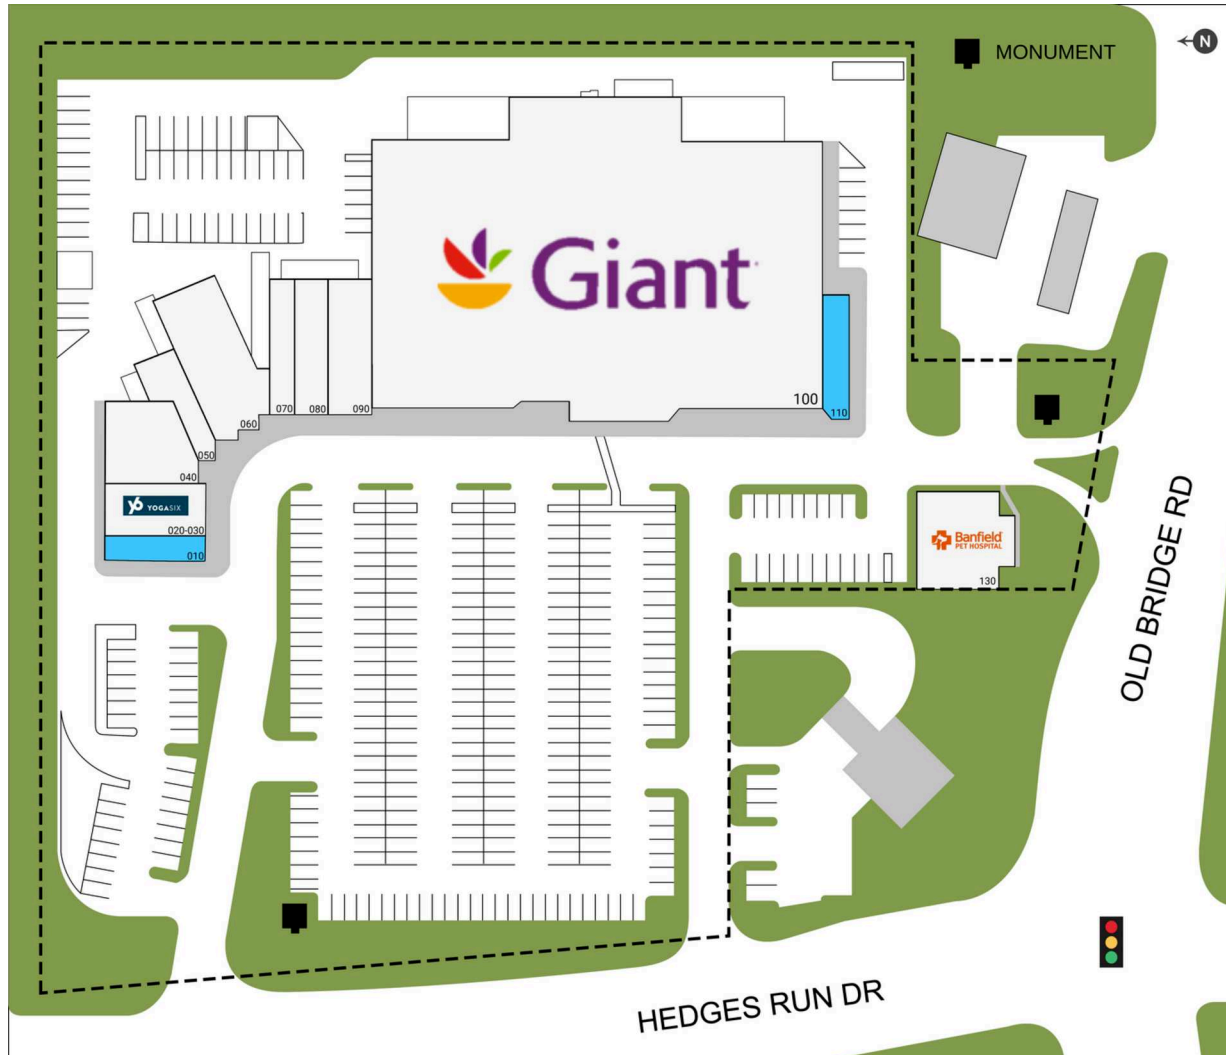 N
MONUMENT
Giant
100
110
070
080
090
060
050
040
y6 YOGASIX
020-030
010
Banfield
PET HOSPITAL
130
OLD BRIDGE RD
HEDGES RUN DR